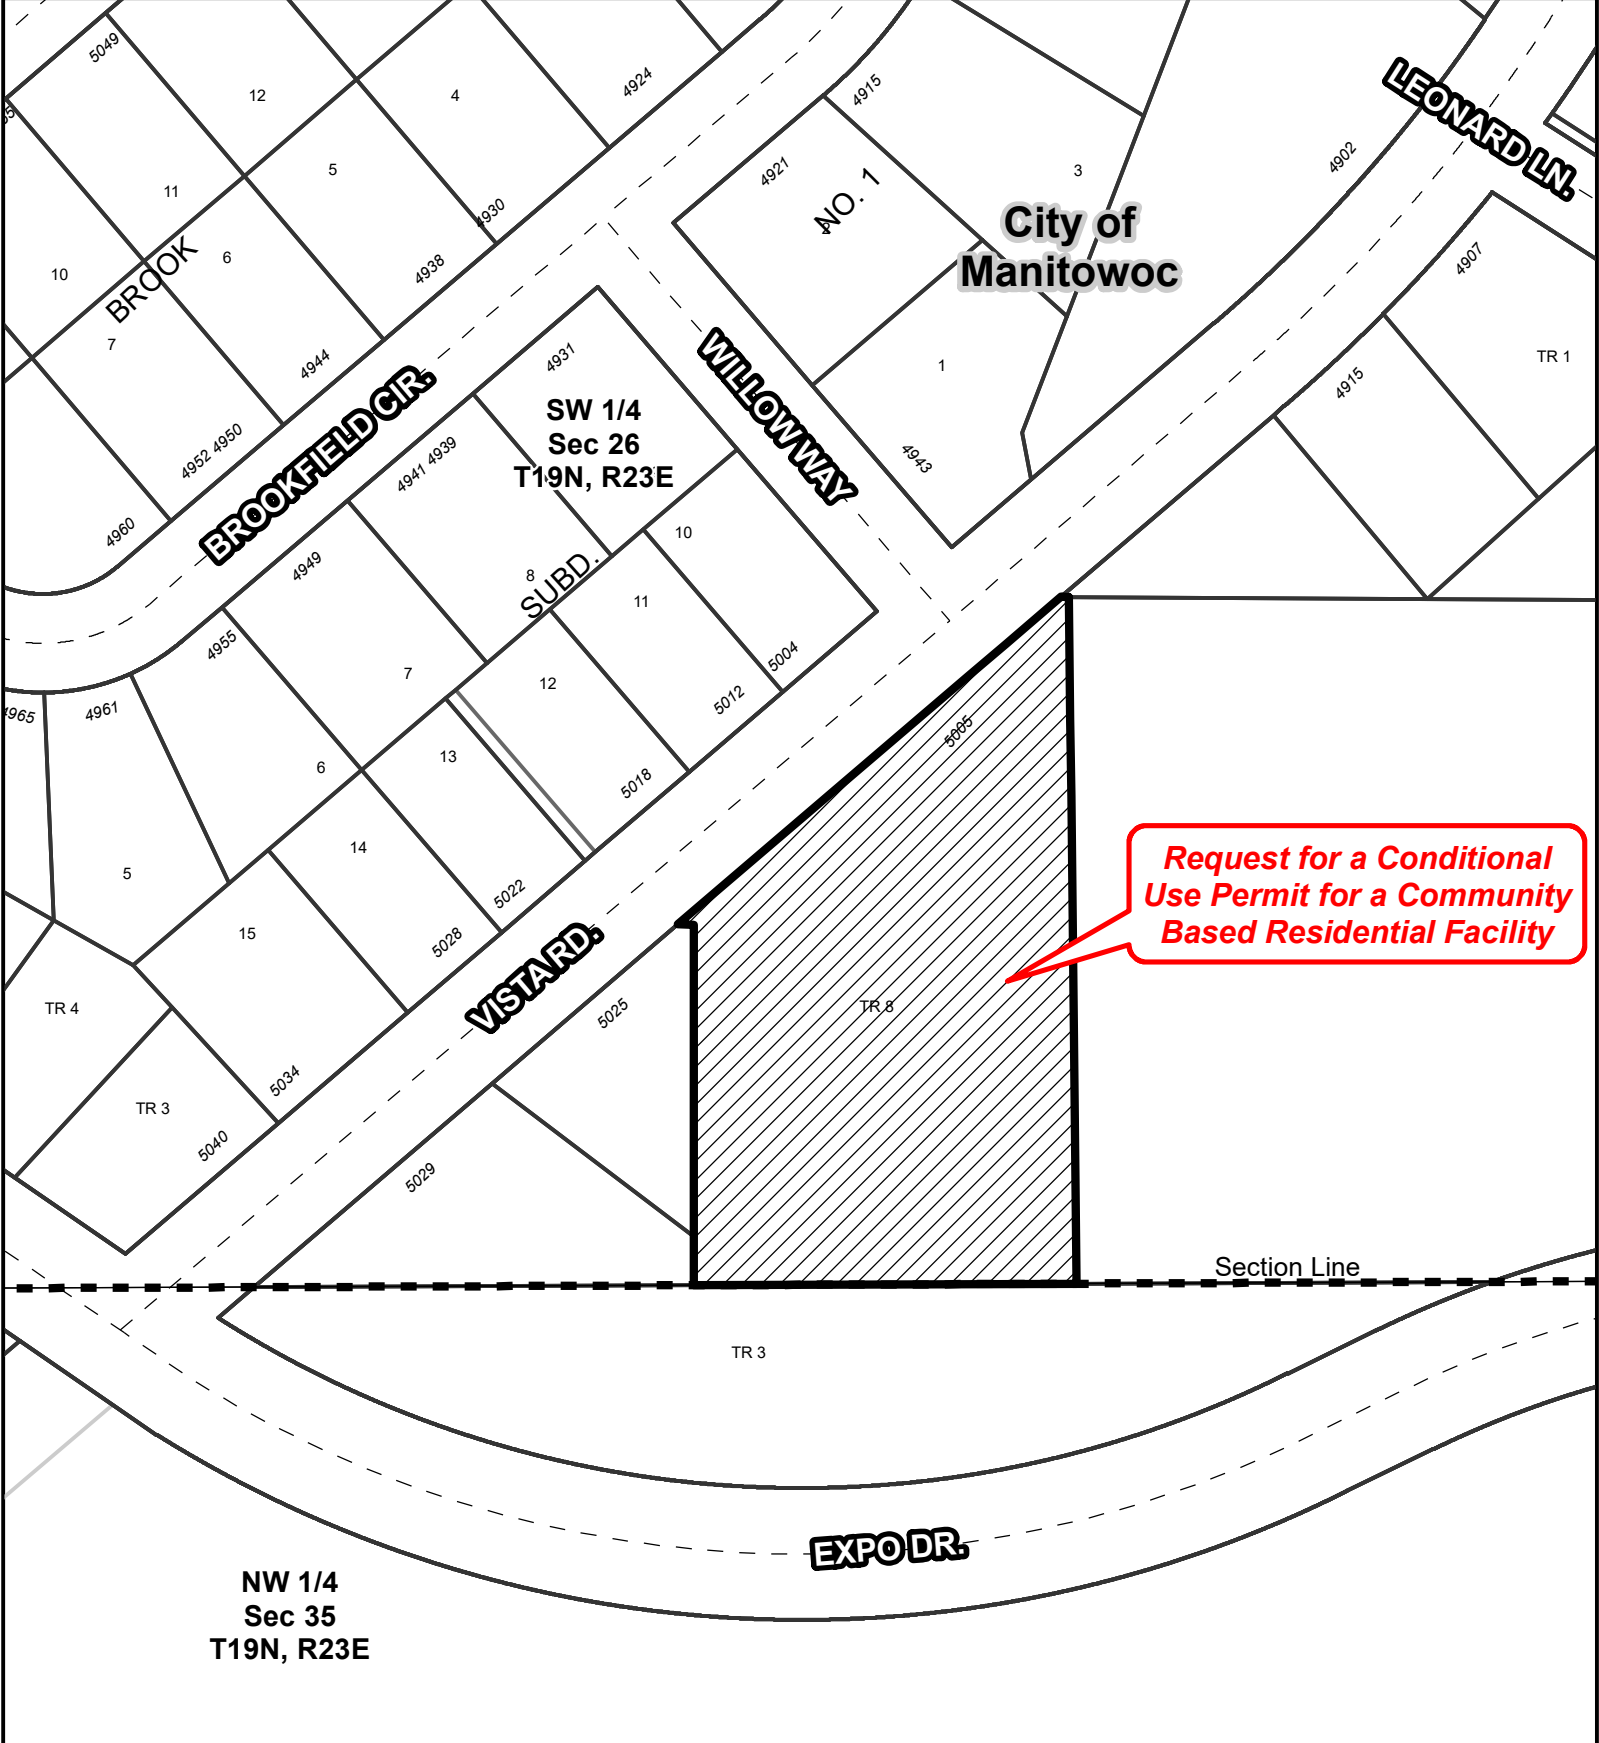 5049
12
4
4924
4915
LEONARD LN.
4902
11
5
4930
4921
NO. 1
3
City of
Manitowoc
10
BROOK
6
4938
4907
7
4944
4931
WILLOW WAY
1
4915
TR 1
BROOKFIELD CIR.
4952 4950
4941 4939
SW 1/4
Sec 26
T19N, R23E
4943
4960
4949
8
SUBD.
10
11
4955
7
12
5004
5012
4965
4961
6
13
5018
5005
5
14
5022
Request for a Conditional
Use Permit for a Community
Based Residential Facility
15
5028
VISTA RD.
TR 4
5025
TR 8
TR 3
5034
5040
5029
Section Line
TR 3
EXPO DR.
NW 1/4
Sec 35
T19N, R23E